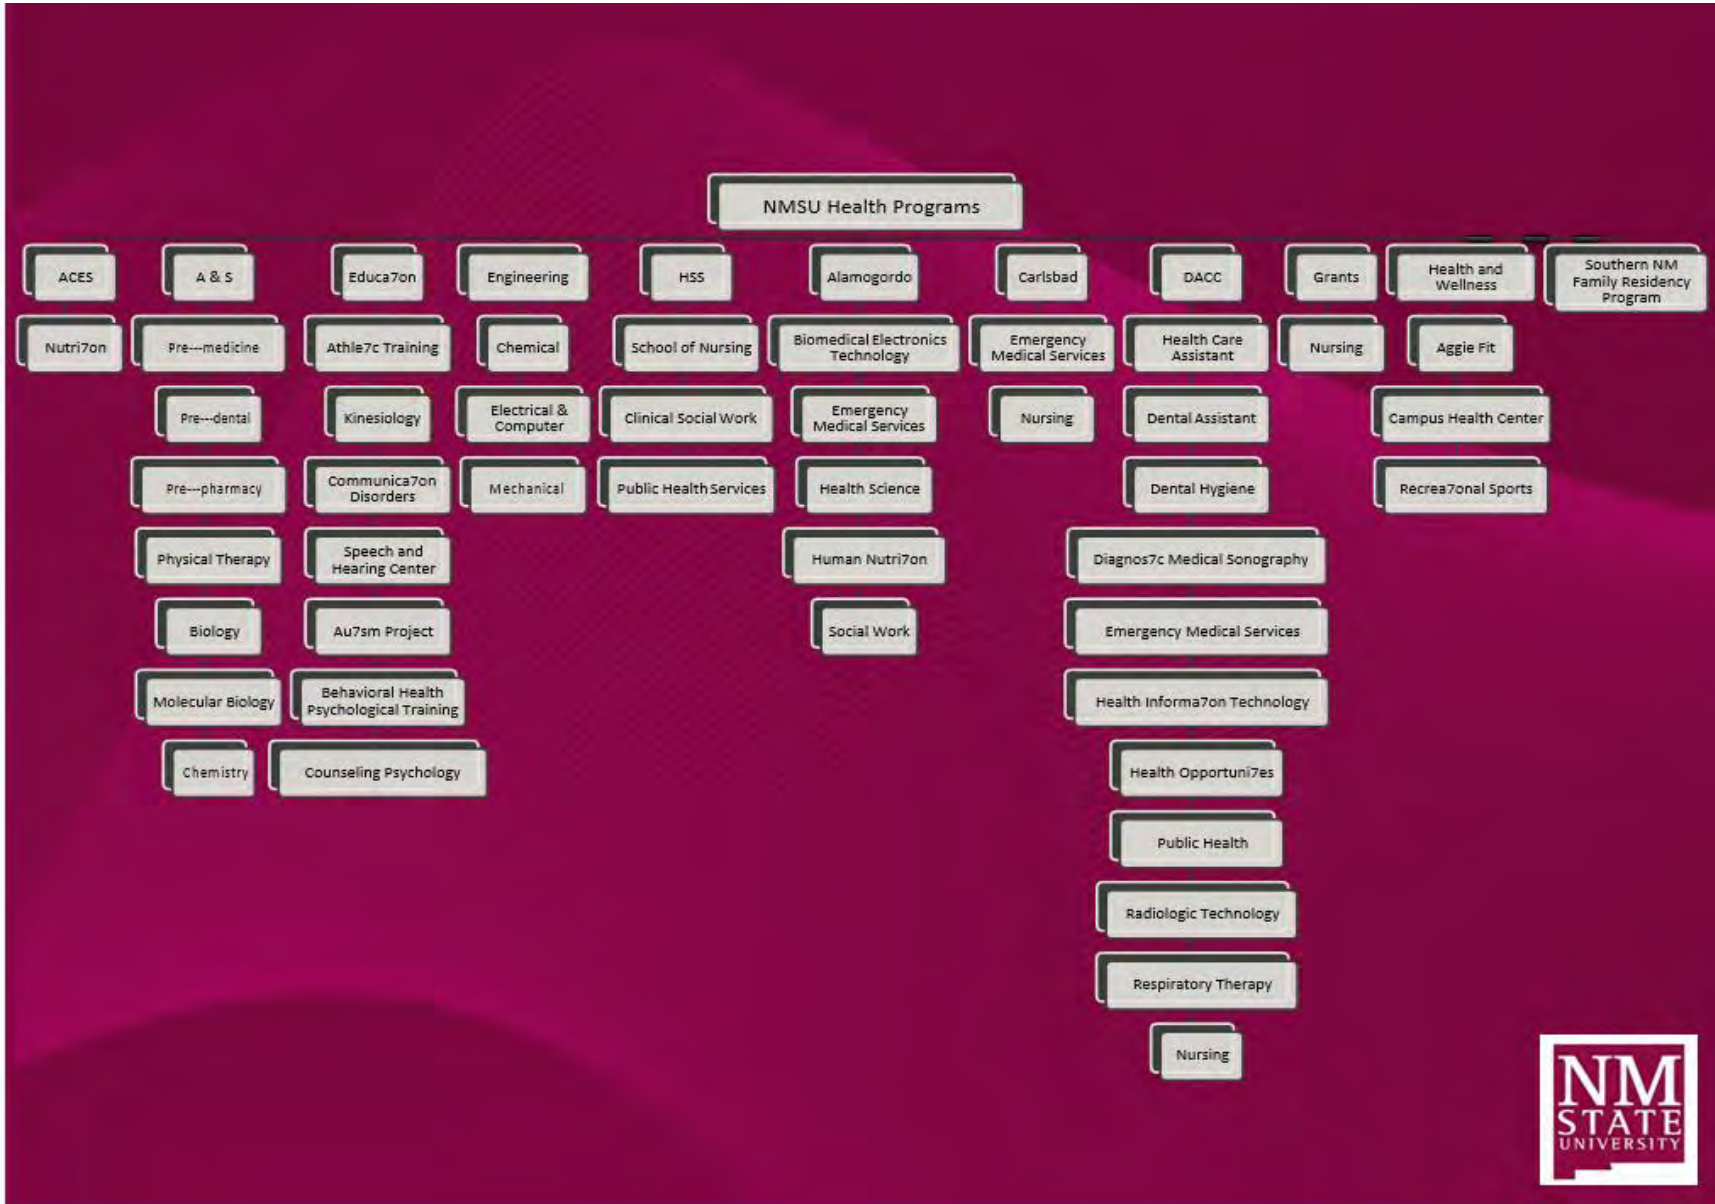 NMSU Health Programs
ACES
A & S
Educa7on
Engineering
HSS
Alamogordo
Carlsbad
DACC
Grants
Health and
Wellness
Southern NM
Family Residency
Program
Nutri7on
Pre---medicine
Athle7c Training
Chemical
School of Nursing
Biomedical Electronics
Technology
Emergency
Medical Services
Health Care
Assistant
Nursing
Aggie Fit
Pre---dental
Kinesiology
Electrical &
Computer
Clinical Social Work
Emergency
Medical Services
Nursing
Dental Assistant
Campus Health Center
Pre---pharmacy
Communica7on
Disorders
Mechanical
Public Health Services
Health Science
Dental Hygiene
Recrea7onal Sports
Physical Therapy
Speech and
Hearing Center
Human Nutri7on
Diagnos7c Medical Sonography
Biology
Au7sm Project
Social Work
Emergency Medical Services
Molecular Biology
Behavioral Health
Psychological Training
Health Informa7on Technology
Chemistry
Counseling Psychology
Health Opportuni7es
Public Health
Radiologic Technology
Respiratory Therapy
Nursing
NM
STATE
UNIVERSITY